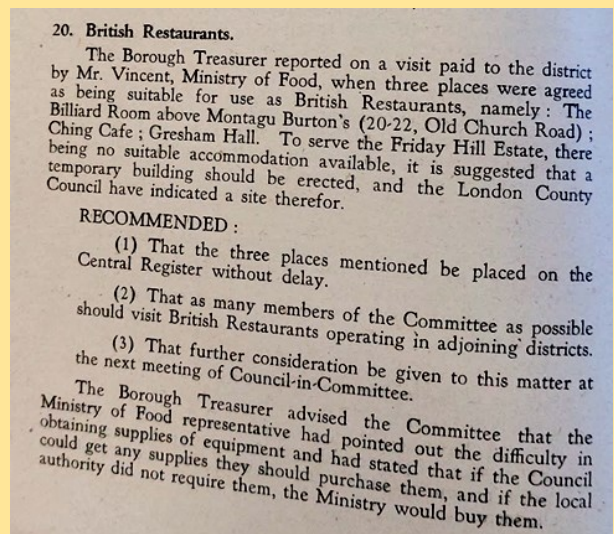 20. British Restaurants.
The Borough Treasurer reported on a visit paid to the district
by Mr. Vincent, Ministry of Food, when three places were agreed
as being suitable for use as British Restaurants, namely : The
Billiard Room above Montagu Burton's (20-22, Old Church Road) ;
Ching Cafe ; Gresham Hall. To serve the Friday Hill Estate, there
being no suitable accommodation available, it is suggested that a
temporary building should be erected, and the London County
Council have indicated a site therefor.
RECOMMENDED :
(1) That the three places mentioned be placed on the
Central Register without delay.
(2) That as many members of the Committee as possible
should visit British Restaurants operating in adjoining districts.
(3) That further consideration be given to this matter at
the next meeting of Council-in-Committee.
The Borough Treasurer advised the Committee that the
Ministry of Food representative had pointed out the difficulty in
obtaining supplies of equipment and had stated that if the Council
could get any supplies they should purchase them, and if the local
authority did not require them, the Ministry would buy them.